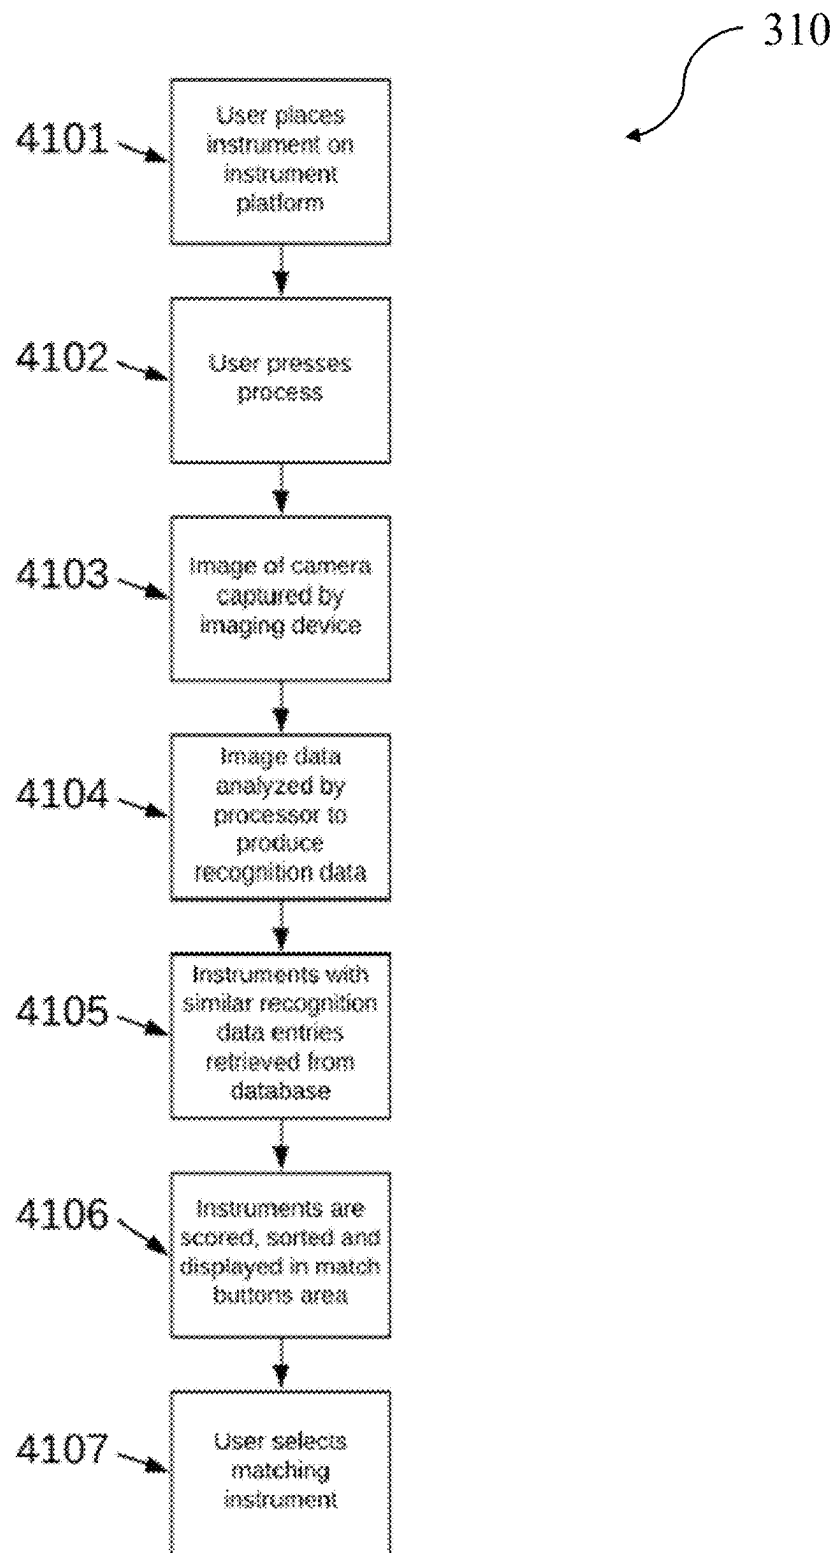 310
4101
User places
instrument on
instrument
platform
4102
User presses
process
4103
Image of camera
captured by
imaging device
4104
Image data
analyzed by
processor to
produce
recognition data
4105
Instruments with
similar recognition
data entries
retrieved from
database
4106
Instruments are
scored, sorted and
displayed in match
buttons area
4107
User selects
matching
instrument